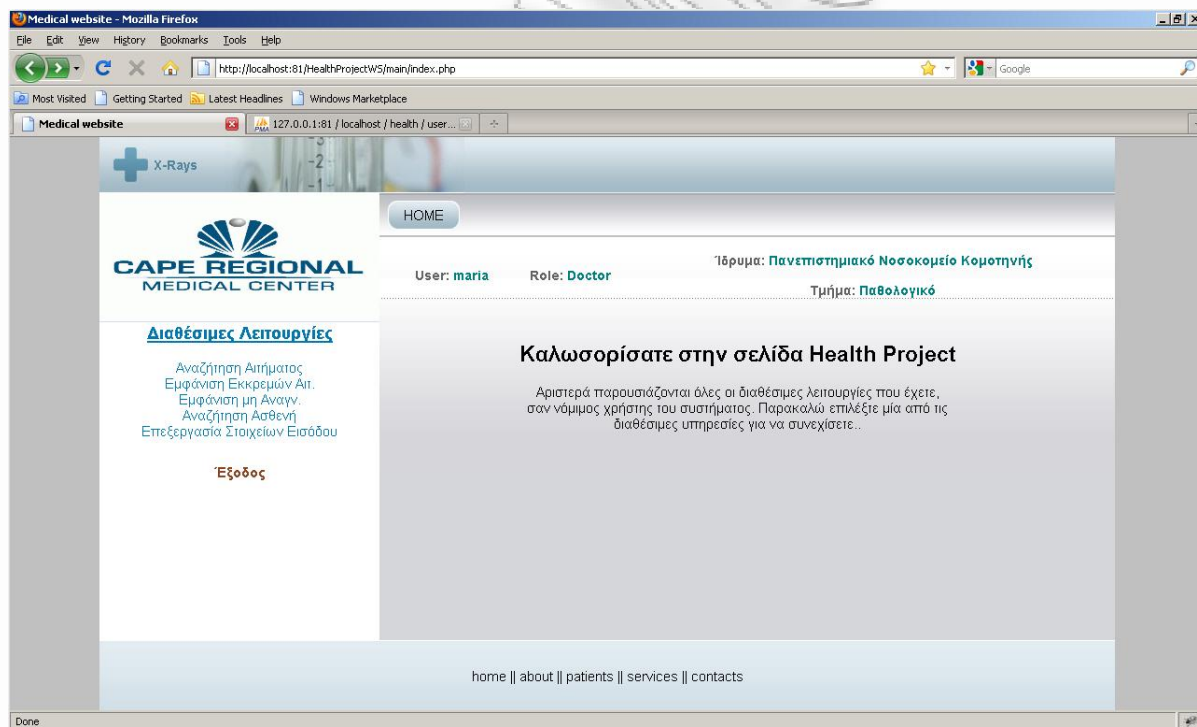 Medical website - Mozilla Firefox
File Edit View History Bookmarks Tools Help
http://localhost:81/HealthProjectWS/main/index.php
Google
Most Visited Getting Started Latest Headlines Windows Marketplace
Medical website
127.0.0.1:81 / localhost / health / user...
PMA
X-Rays
-2
-1
CAPE REGIONAL
MEDICAL CENTER
HOME
User: maria Role: Doctor
Ίδρυμα: Πανεπιστημιακό Νοσοκομείο Κομοτηνής
Τμήμα: Παθολογικό
Διαθέσιμες Λειτουργίες
Αναζήτηση Αιτήματος
Εμφάνιση Εκκρεμών Αιτ.
Εμφάνιση μη Αναγν.
Αναζήτηση Ασθενή
Επεξεργασία Στοιχείων Εισόδου
Έξοδος
Καλωσορίσατε στην σελίδα Health Project
Αριστερά παρουσιάζονται όλες οι διαθέσιμες λειτουργίες που έχετε,
σαν νόμιμος χρήστης του συστήματος. Παρακαλώ επιλέξτε μία από τις
διαθέσιμες υπηρεσίες για να συνεχίσετε..
home || about || patients || services || contacts
Done